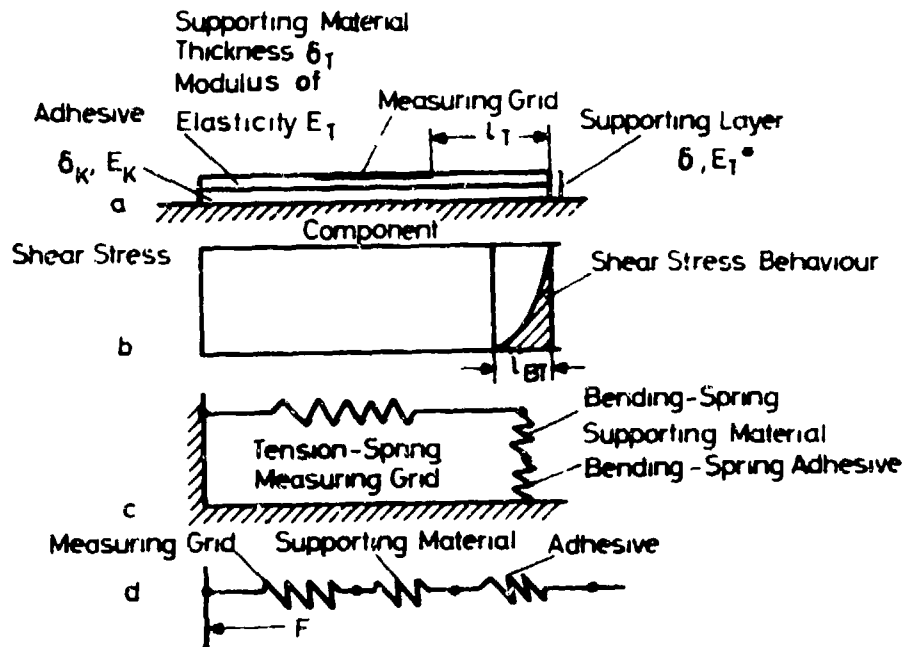 Supporting Material
Thickness δT
Modulus of
Elasticity ET
Adhesive
δK, EK
Measuring Grid
lT
Supporting Layer
δ, ET*
a
Component
Shear Stress
Shear Stress Behaviour
b
lBT
Bending-Spring
Supporting Material
Bending-Spring Adhesive
Tension-Spring
Measuring Grid
c
Measuring Grid
Supporting Material
Adhesive
d
F